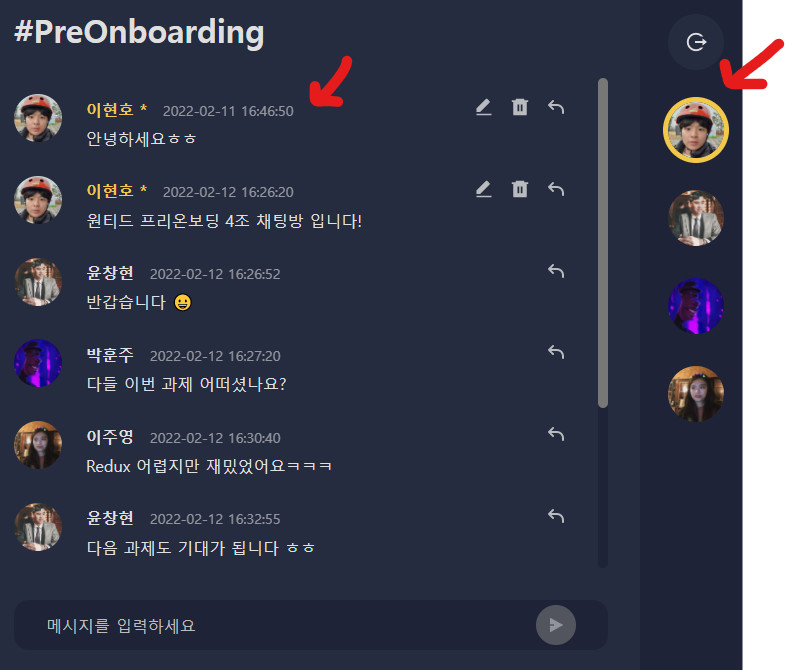 #PreOnboarding
이현호 * 2022-02-11 16:46:50
안녕하세요ㅎㅎ
이현호 * 2022-02-12 16:26:20
원티드 프리온보딩 4조 채팅방 입니다!
윤창현 2022-02-12 16:26:52
반갑습니다 😀
박훈주 2022-02-12 16:27:20
다들 이번 과제 어떠셨나요?
이주영 2022-02-12 16:30:40
Redux 어렵지만 재밌었어요ㅋㅋㅋ
윤창현 2022-02-12 16:32:55
다음 과제도 기대가 됩니다 ㅎㅎ
메시지를 입력하세요